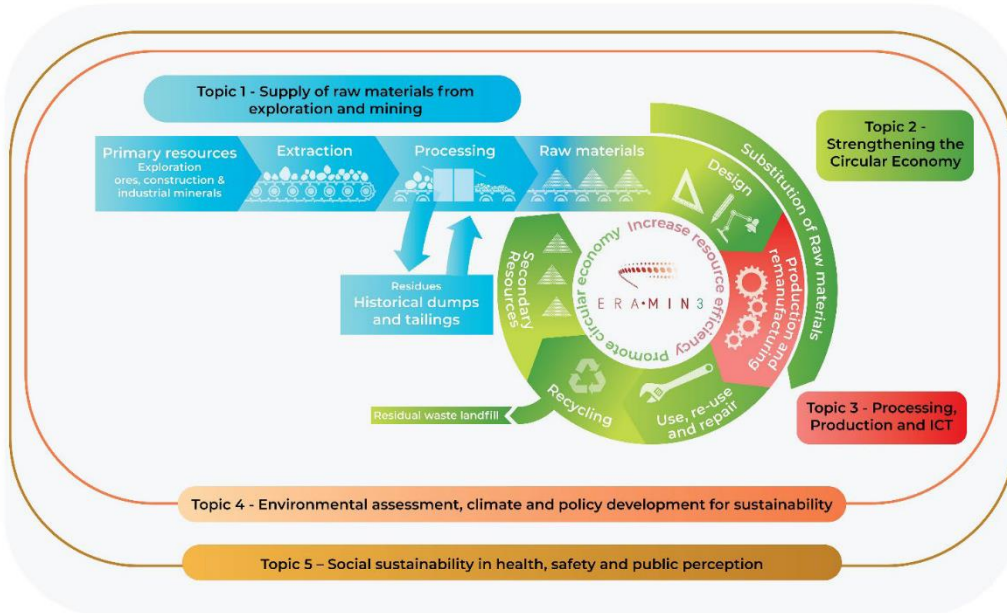 Topic 1 - Supply of raw materials from
exploration and mining
Primary resources
Exploration
ores, construction &
industrial minerals
Extraction
Processing
Raw materials
Residues
Historical dumps
and tailings
Topic 2 -
Strengthening the
Circular Economy
Substitution of Raw materials
Design
Production and
remanufacturing
Use, re-use
and repair
Recycling
Secondary
Resources
Residual waste landfill
Increase resource efficiency
Promote circular economy
ERA•MIN3
Topic 3 - Processing,
Production and ICT
Topic 4 - Environmental assessment, climate and policy development for sustainability
Topic 5 – Social sustainability in health, safety and public perception